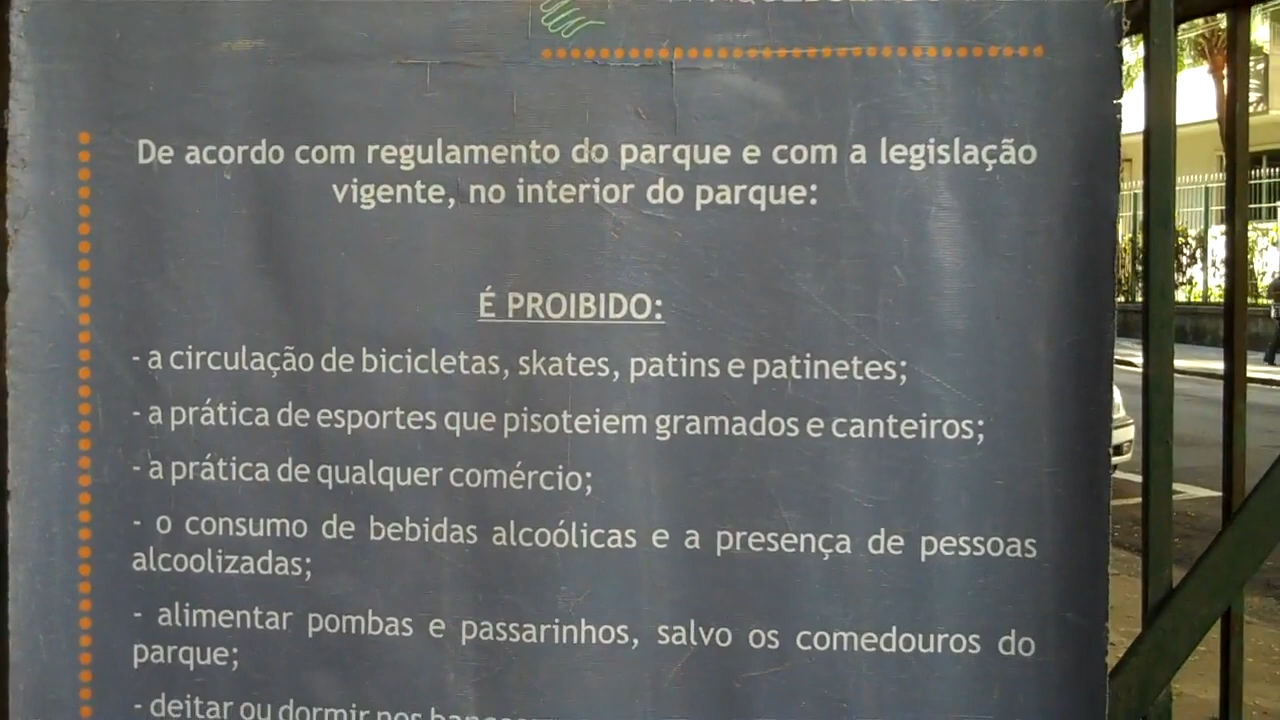 De acordo com regulamento do parque e com a legislação
vigente, no interior do parque:
É PROIBIDO:
- a circulação de bicicletas, skates, patins e patinetes;
- a prática de esportes que pisoteiem gramados e canteiros;
- a prática de qualquer comércio;
- o consumo de bebidas alcoólicas e a presença de pessoas
alcoolizadas;
- alimentar pombas e passarinhos, salvo os comedouros do
parque;
- deitar ou dormir nos